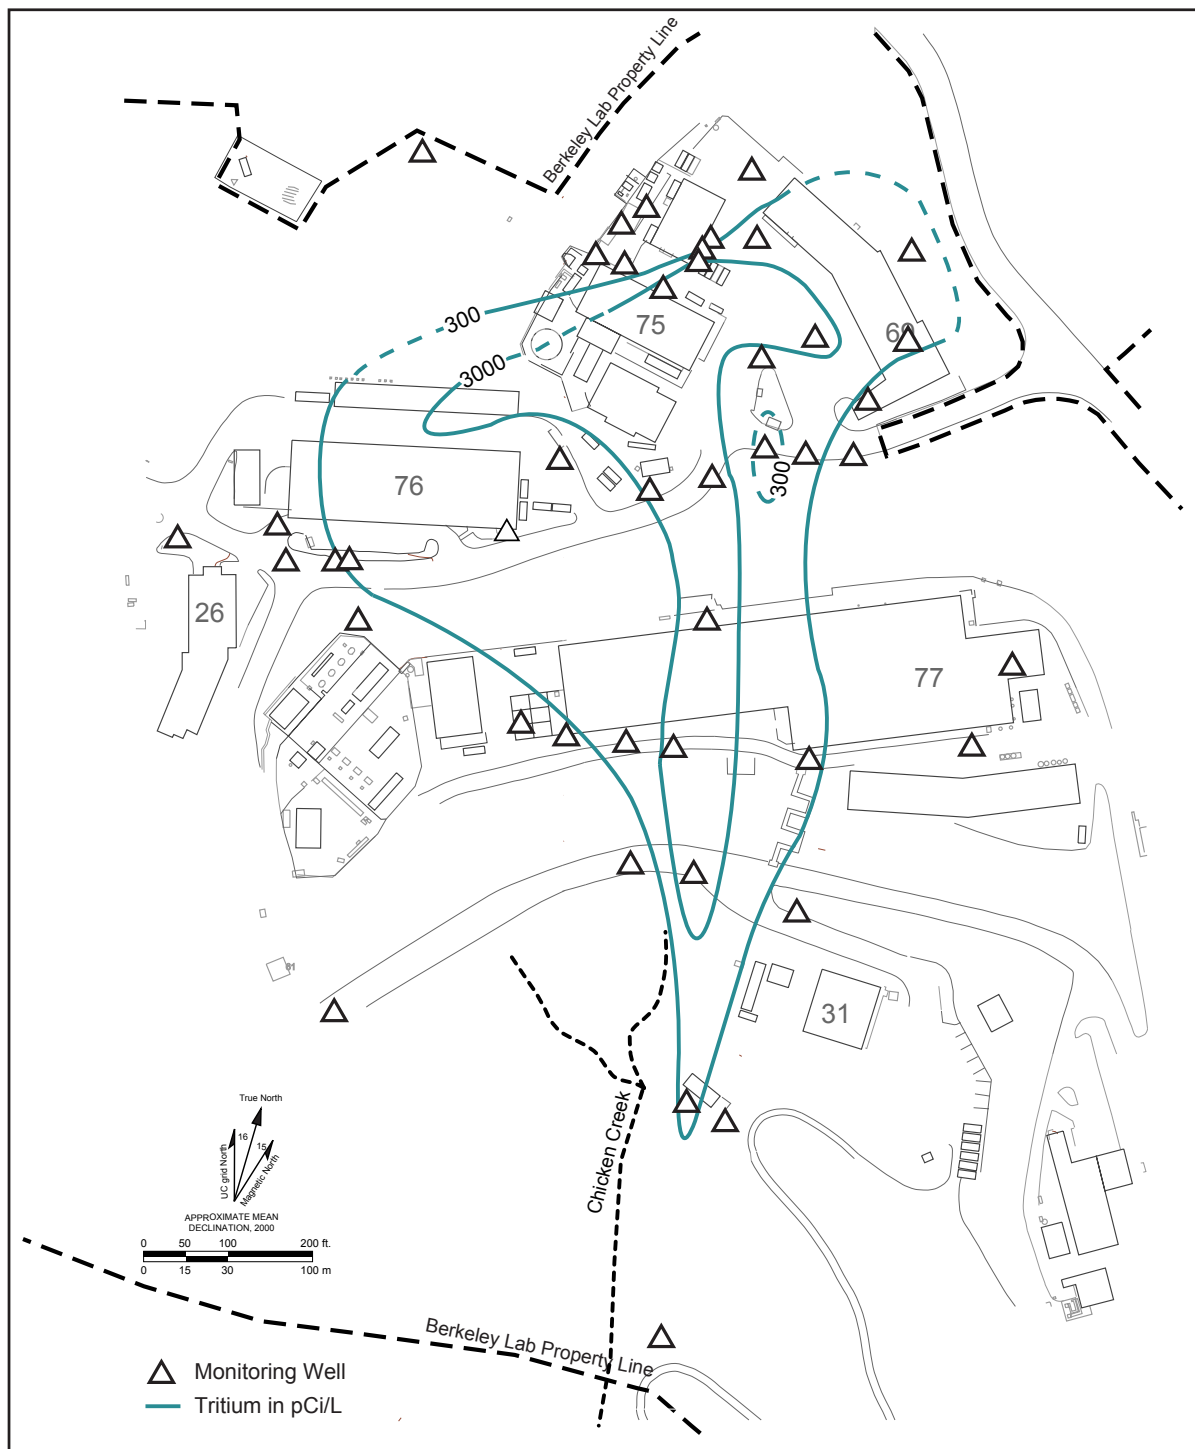 Berkeley Lab Property Line
300
75
69
3000
76
300
26
77
31
Chicken Creek
True North
16
15
UC grid North
Magnetic North
APPROXIMATE MEAN
DECLINATION, 2000
0 50 100 200 ft.
0 15 30 100 m
Berkeley Lab Property Line
Monitoring Well
Tritium in pCi/L